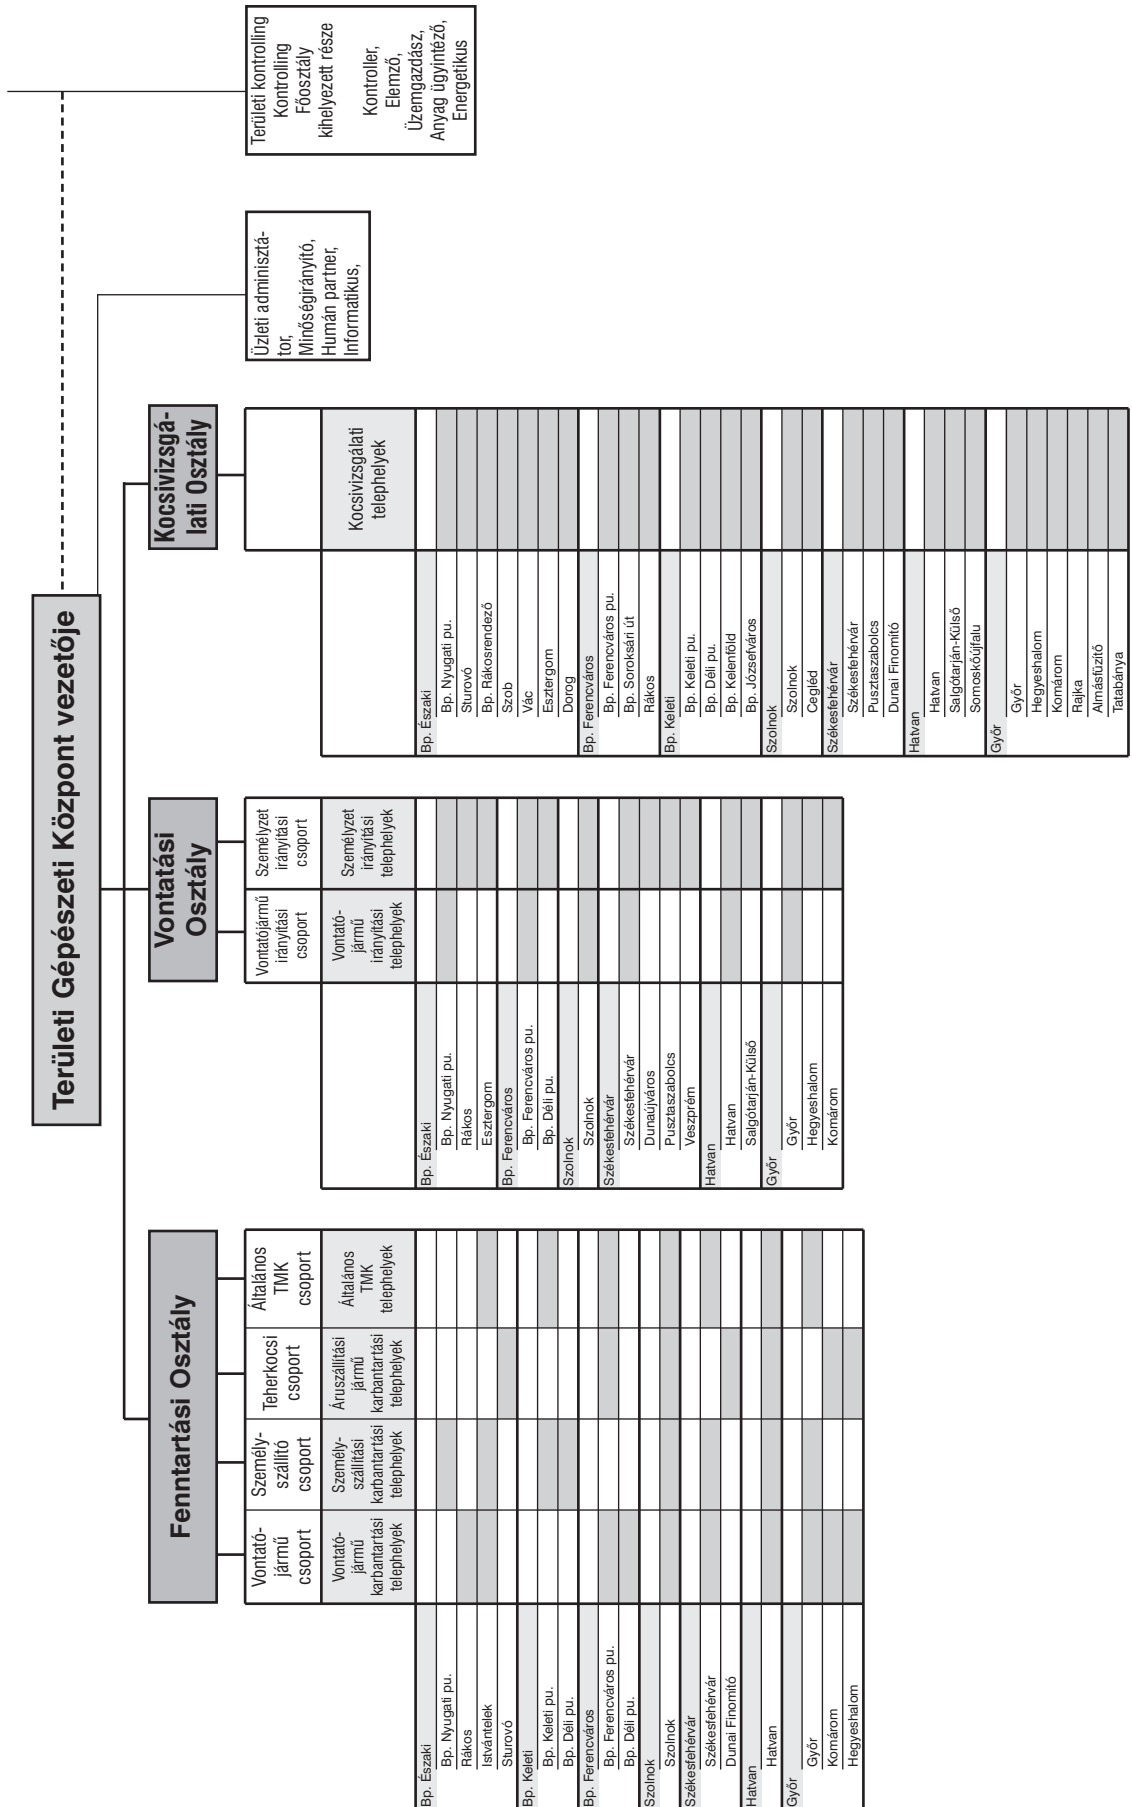 Területi Gépészeti Központ vezetője
Fenntartási Osztály
Vontató-
jármű
csoport
Személy-
szállító
csoport
Teherkocsi
csoport
Általános
TMK
csoport
Vontató-
jármű
karbantartási
telephelyek
Személy-
szállítási
karbantartási
telephelyek
Áruszállítási
jármű
karbantartási
telephelyek
Általános
TMK
telephelyek
Bp. Északi
Bp. Nyugati pu.
Rákos
Istvántelek
Sturovó
Bp. Keleti
Bp. Keleti pu.
Bp. Déli pu.
Bp. Ferencváros
Bp. Ferencváros pu.
Bp. Déli pu.
Szolnok
Szolnok
Székesfehérvár
Székesfehérvár
Dunai Finomító
Hatvan
Hatvan
Győr
Győr
Komárom
Hegyeshalom
Vontatási
Osztály
Vontatójármű
irányítási
csoport
Személyzet
irányítási
csoport
Vontató-
jármű
irányítási
telephelyek
Személyzet
irányítási
telephelyek
Bp. Északi
Bp. Nyugati pu.
Rákos
Esztergom
Bp. Ferencváros
Bp. Ferencváros pu.
Bp. Déli pu.
Szolnok
Szolnok
Székesfehérvár
Székesfehérvár
Dunaújváros
Pusztaszabolcs
Veszprém
Hatvan
Hatvan
Salgótarján-Külső
Győr
Győr
Hegyeshalom
Komárom
Kocsivizsgá-
lati Osztály
Kocsivizsgálati
telephelyek
Bp. Északi
Bp. Nyugati pu.
Sturovó
Bp. Rákosrendező
Szob
Vác
Esztergom
Dorog
Bp. Ferencváros
Bp. Ferencváros pu.
Bp. Soroksári út
Rákos
Bp. Keleti
Bp. Keleti pu.
Bp. Déli pu.
Bp. Kelenföld
Bp. Józsefváros
Szolnok
Szolnok
Cegléd
Székesfehérvár
Székesfehérvár
Pusztaszabolcs
Dunai Finomító
Hatvan
Hatvan
Salgótarján-Külső
Somoskőújfalu
Győr
Győr
Hegyeshalom
Komárom
Rajka
Almásfüzitő
Tatabánya
Üzleti adminisztá-
tor,
Minőségirányító,
Humán partner,
Informatikus,
Területi kontrolling
Kontrolling
Főosztály
kihelyezett része
Kontroller,
Elemző,
Üzemgazdász,
Anyag ügyintéző,
Energetikus